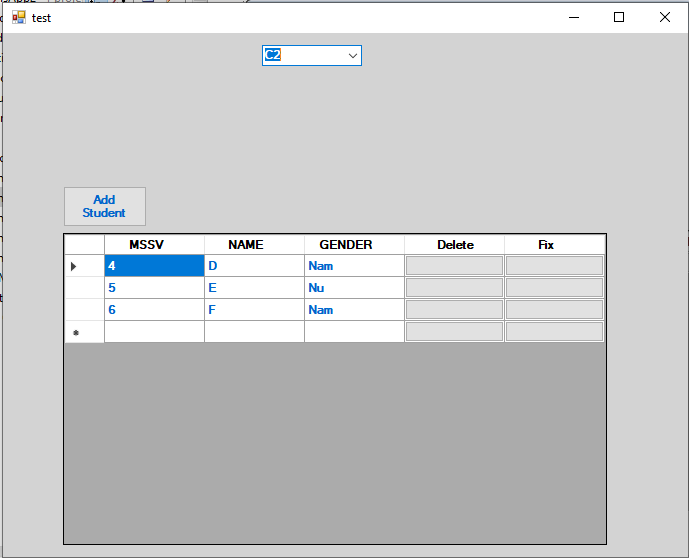 test
C2
Add
Student
MSSV NAME GENDER Delete Fix
4 D Nam
5 E Nu
6 F Nam
*